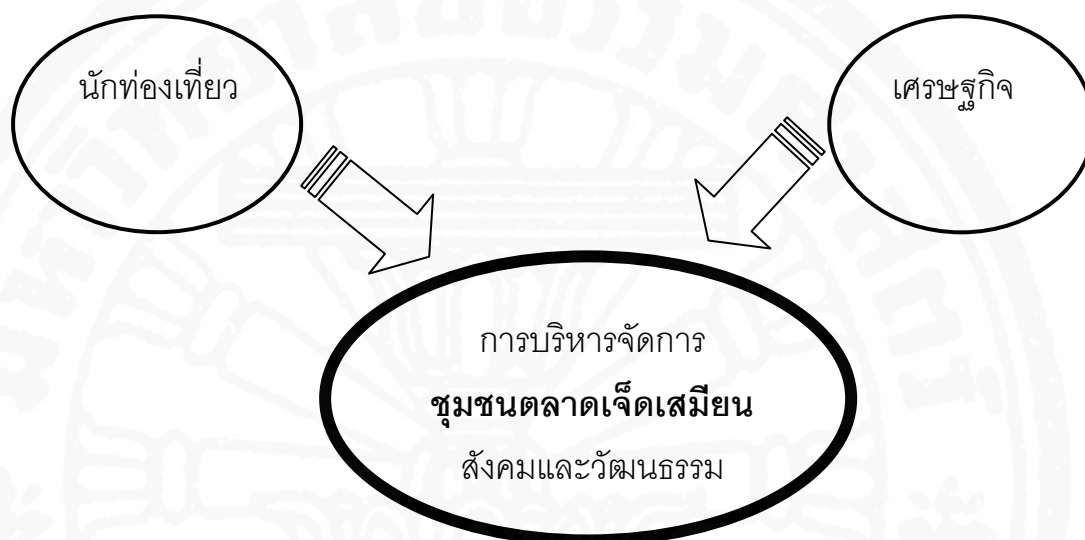 นักท่องเที่ยว
เศรษฐกิจ
การบริหารจัดการ
ชุมชนตลาดเจ็ดเสมียน
สังคมและวัฒนธรรม